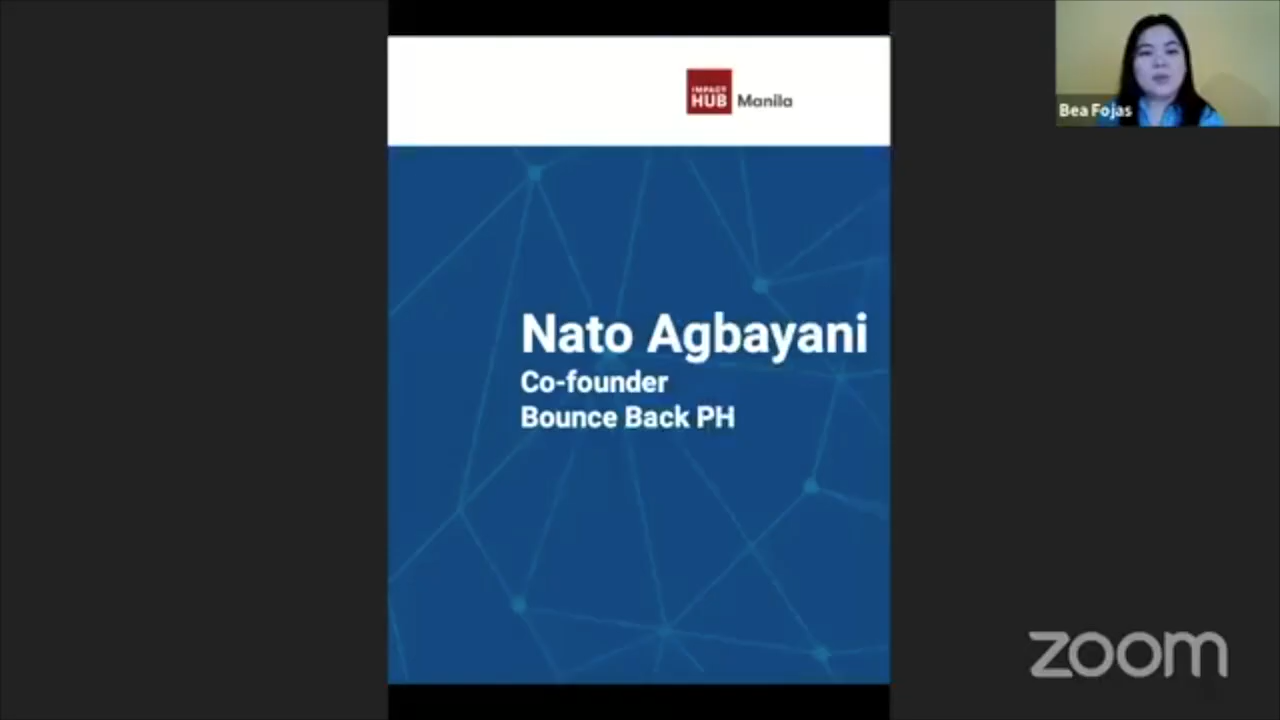 IMPACT
HUB Manila
Bea Fojas
Nato Agbayani
Co-founder
Bounce Back PH
zoom